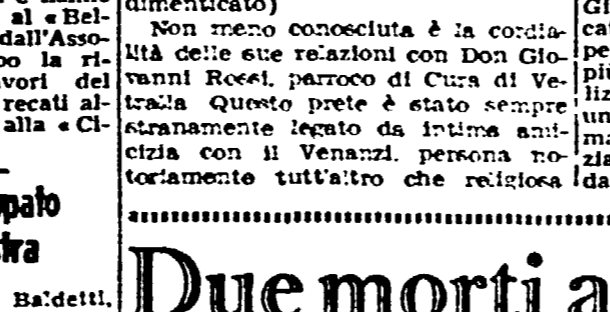 al « Bel-
dall'Asso-
la ri-
del
recati al-
alla « Ci-
Baldetti.
dimenticato)
Non meno conosciuta è la cordia-
lità delle sue relazioni con Don Gio-
vanni Rossi, parroco di Cura di Ve-
tralla Questo prete è stato sempre
stranamente legato da intima ami-
cizia con il Venanzi, persona no-
toriamente tutt'altro che religiosa
Due morti a